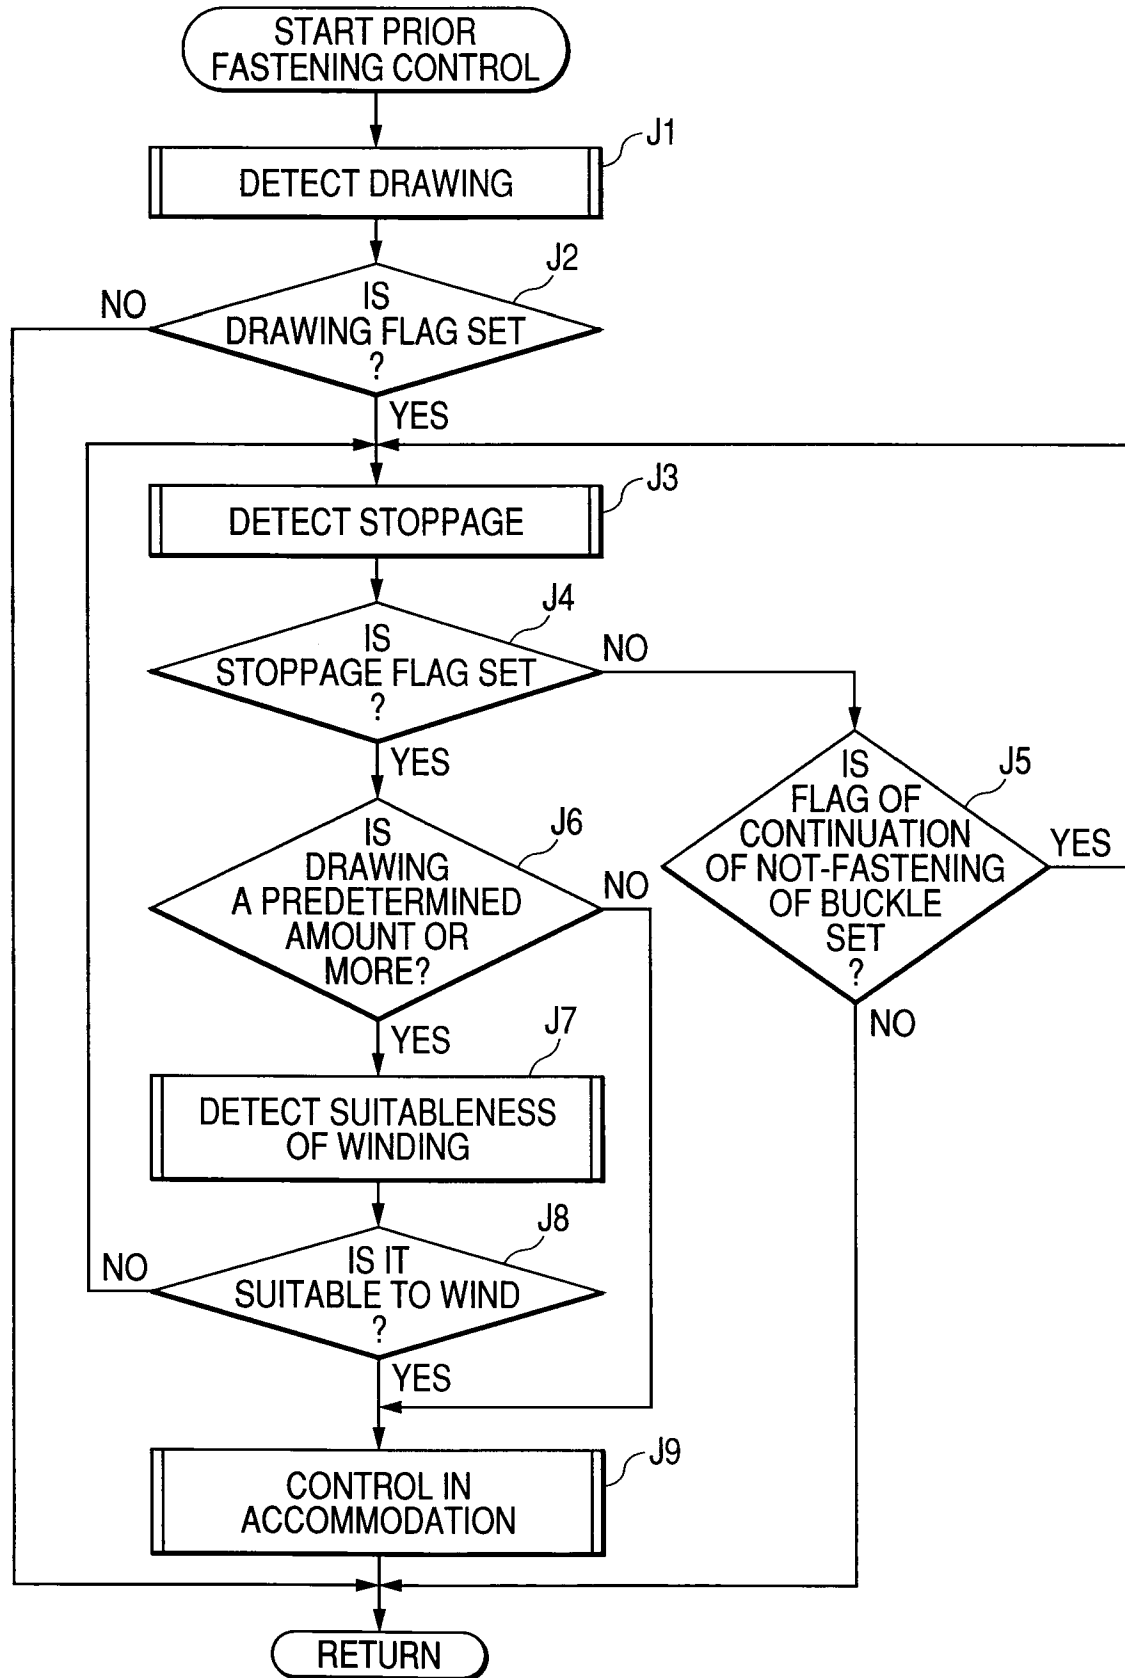 START PRIOR
FASTENING CONTROL
J1
DETECT DRAWING
J2
NO
IS
DRAWING FLAG SET
?
YES
J3
DETECT STOPPAGE
J4
IS
STOPPAGE FLAG SET
?
NO
YES
J5
IS
FLAG OF
CONTINUATION
OF NOT-FASTENING
OF BUCKLE
SET
?
YES
NO
J6
IS
DRAWING
A PREDETERMINED
AMOUNT OR
MORE?
NO
YES
J7
DETECT SUITABLENESS
OF WINDING
J8
NO
IS IT
SUITABLE TO WIND
?
YES
J9
CONTROL IN
ACCOMMODATION
RETURN